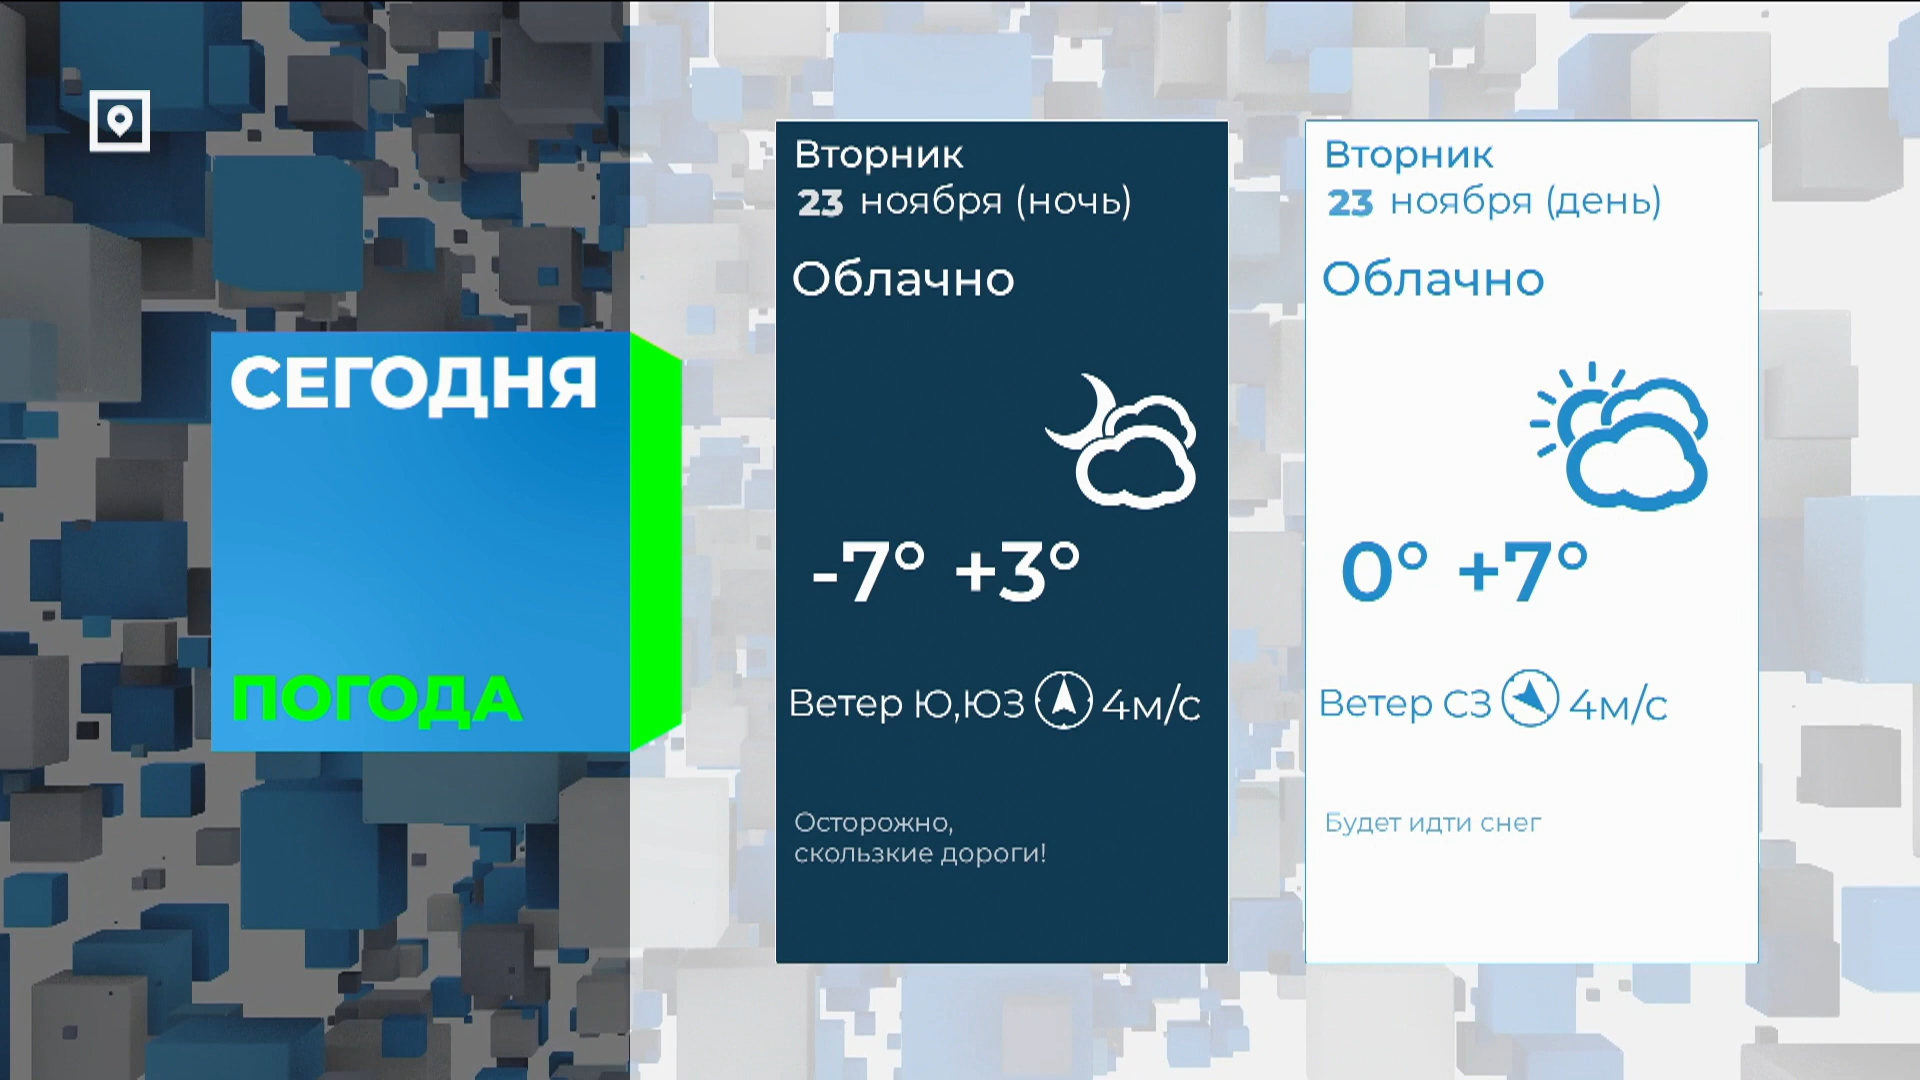 СЕГОДНЯ
ПОГОДА
Вторник
23 ноября (ночь)
Облачно
-7° +3°
Ветер Ю,ЮЗ 4м/с
Осторожно,
скользкие дороги!
Вторник
23 ноября (день)
Облачно
0° +7°
Ветер СЗ 4м/с
Будет идти снег